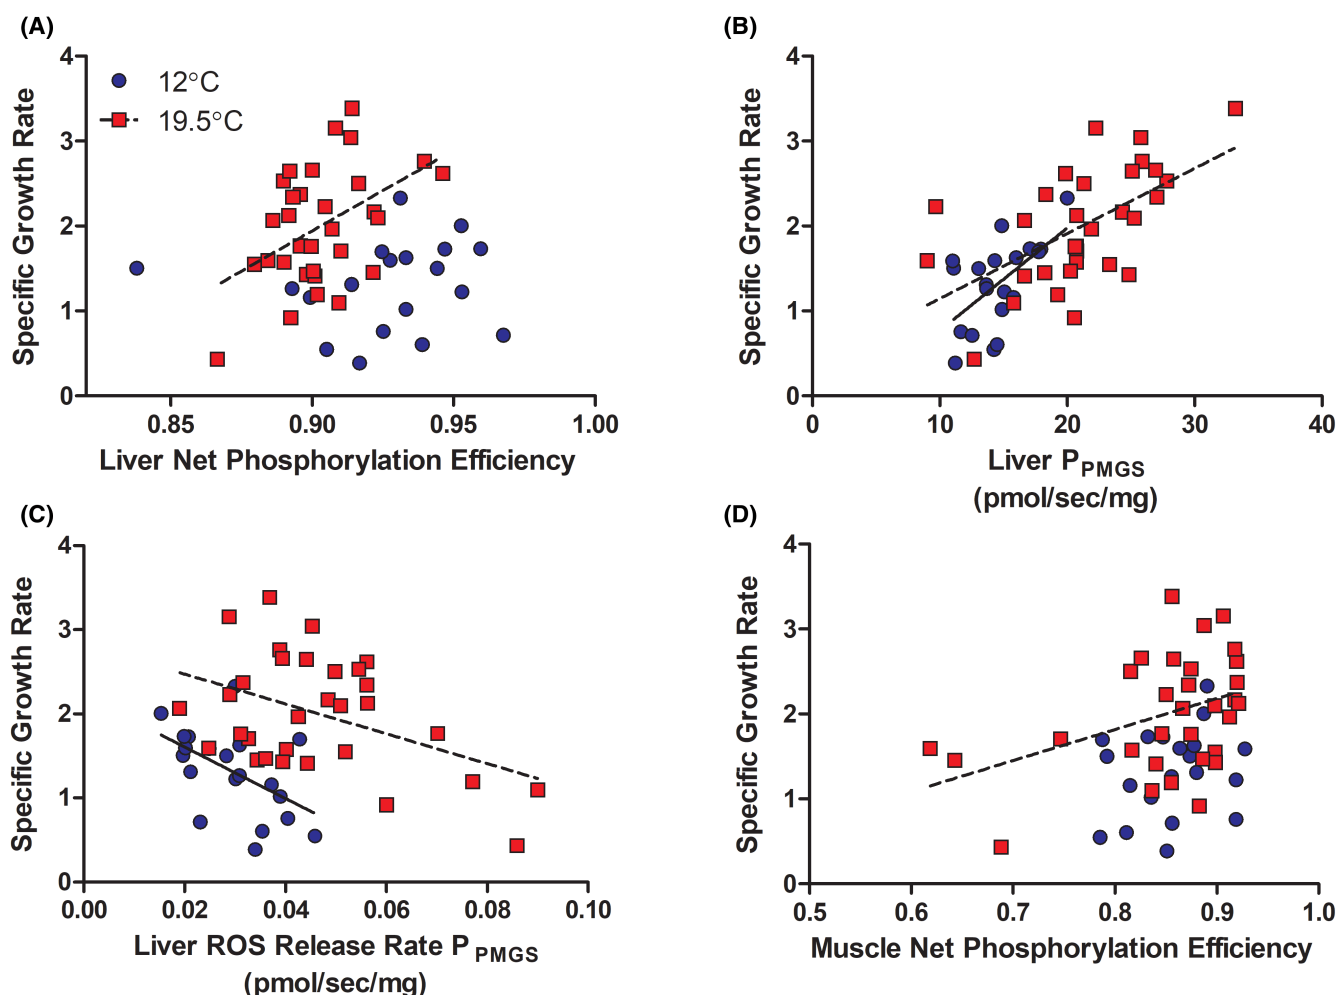 (A)
4
3
2
1
0
Specific Growth Rate
12°C
19.5°C
0.85 0.90 0.95 1.00
Liver Net Phosphorylation Efficiency
(B)
4
3
2
1
0
Specific Growth Rate
0 10 20 30 40
Liver PPMGS
(pmol/sec/mg)
(C)
4
3
2
1
0
Specific Growth Rate
0.00 0.02 0.04 0.06 0.08 0.10
Liver ROS Release Rate P PMGS
(pmol/sec/mg)
(D)
4
3
2
1
0
Specific Growth Rate
0.5 0.6 0.7 0.8 0.9 1.0
Muscle Net Phosphorylation Efficiency